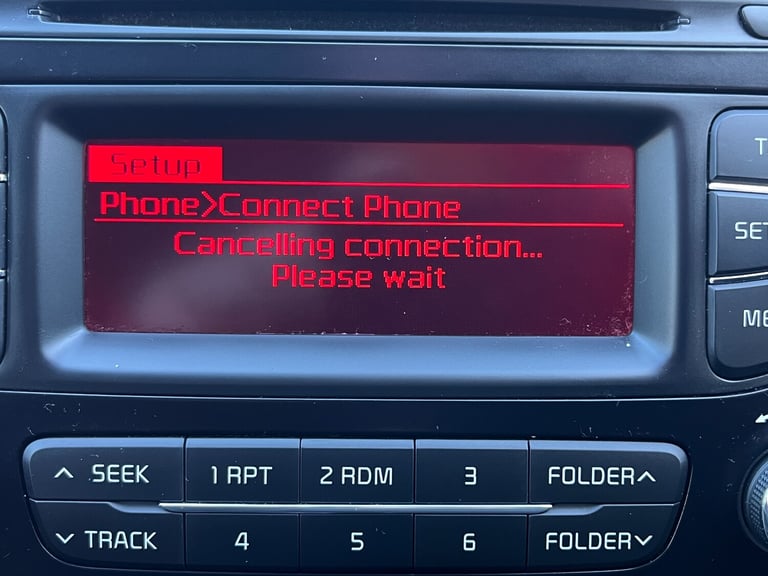 Setup
Phone>Connect Phone
Cancelling connection...
Please wait
SEEK
1 RPT
2 RDM
3
FOLDER
TRACK
4
5
6
FOLDER